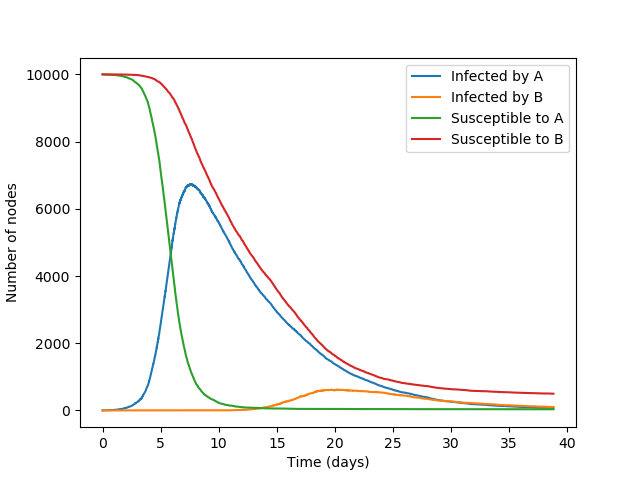 Infected by A
Infected by B
Susceptible to A
Susceptible to B
Number of nodes
10000
8000
6000
4000
2000
0
0 5 10 15 20 25 30 35 40
Time (days)